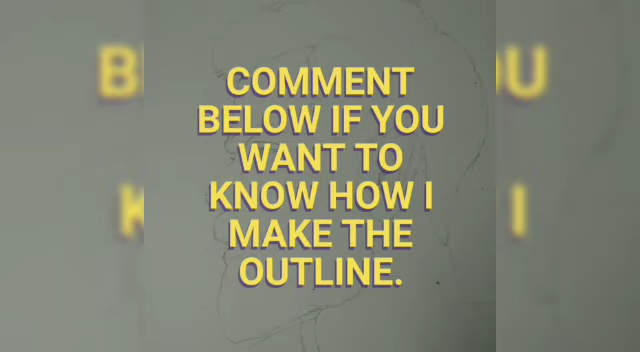 COMMENT
BELOW IF YOU
WANT TO
KNOW HOW I
MAKE THE
OUTLINE.